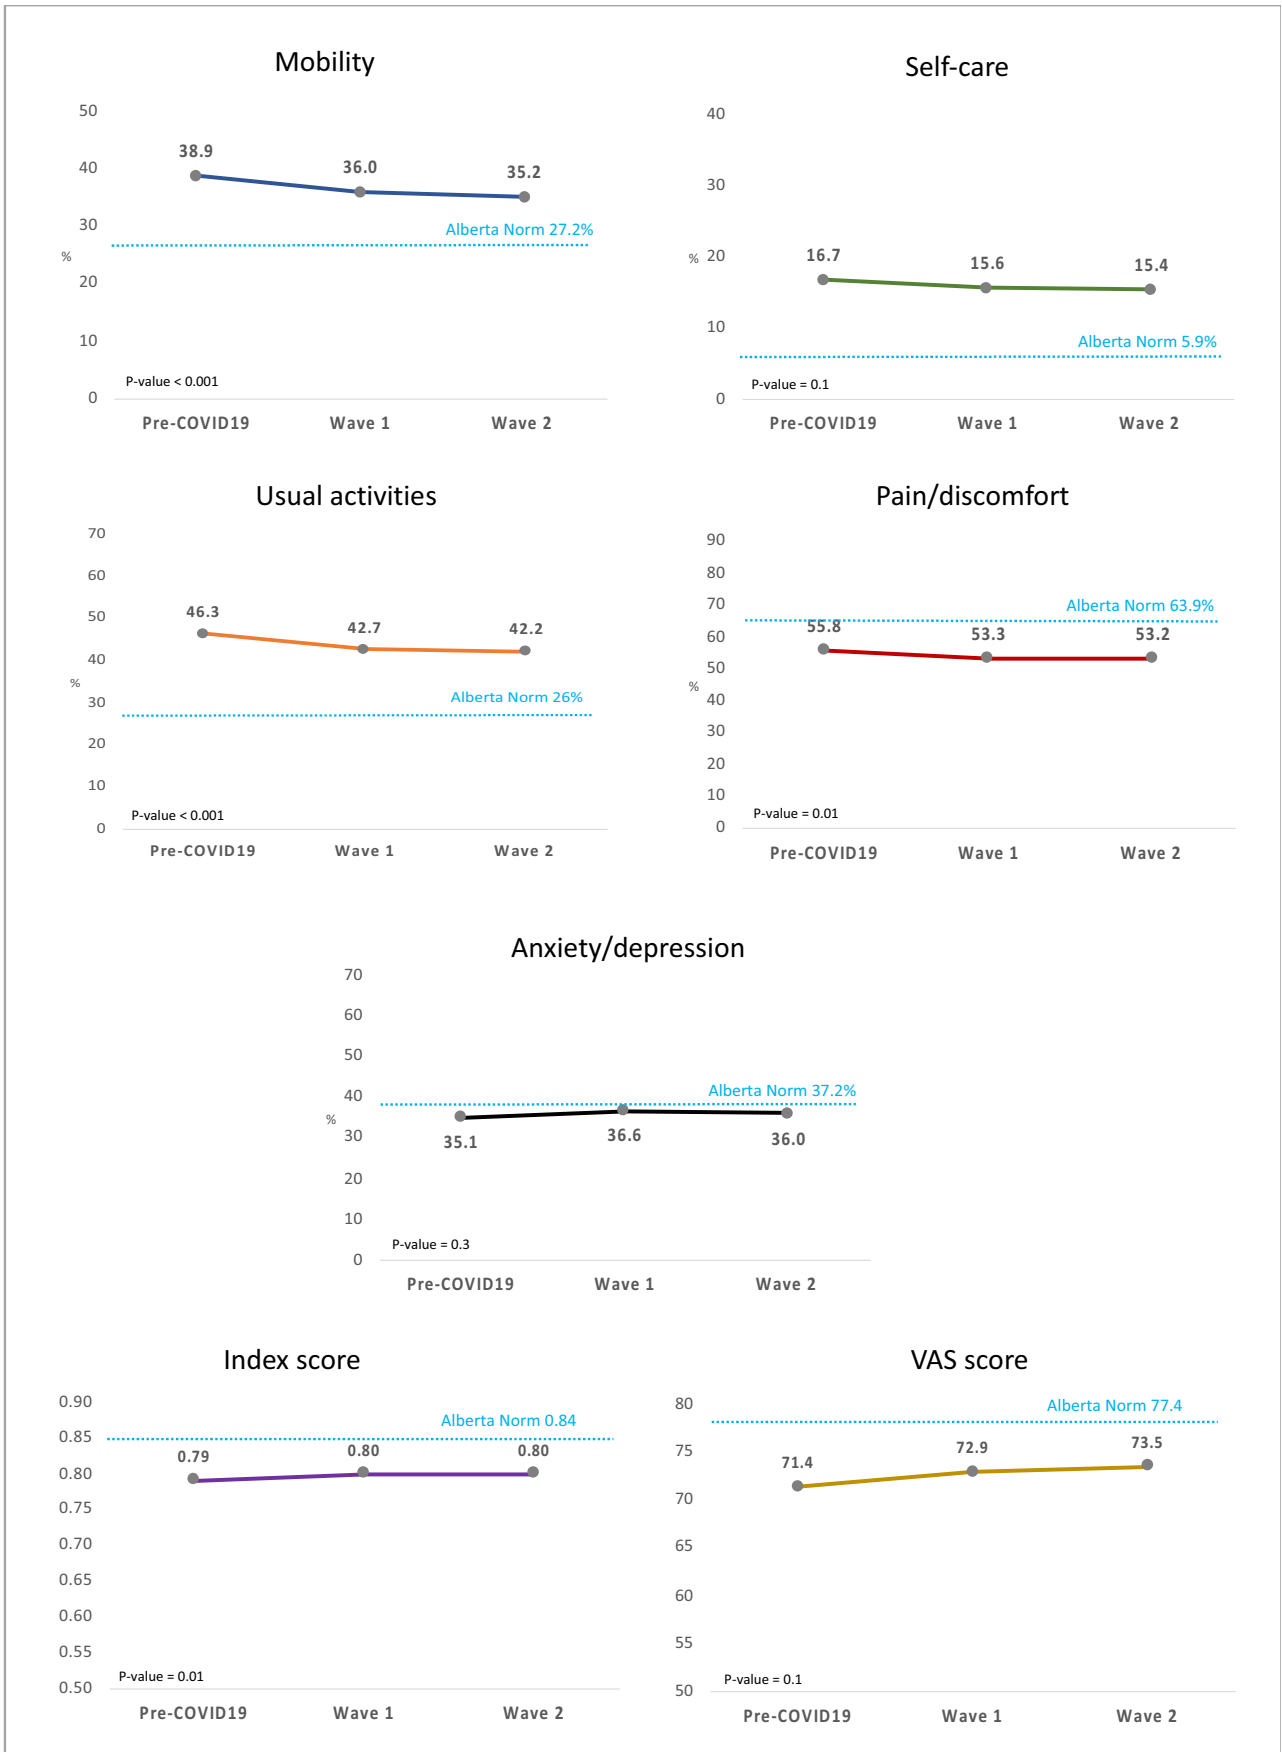 Mobility
50
40
30
20
10
0
%
38.9
36.0
35.2
Alberta Norm 27.2%
P-value < 0.001
Pre-COVID19 Wave 1 Wave 2
Self-care
40
30
20
10
0
%
16.7
15.6
15.4
Alberta Norm 5.9%
P-value = 0.1
Pre-COVID19 Wave 1 Wave 2
Usual activities
70
60
50
40
30
20
10
0
%
46.3
42.7
42.2
Alberta Norm 26%
P-value < 0.001
Pre-COVID19 Wave 1 Wave 2
Pain/discomfort
90
80
70
60
50
40
30
20
10
0
%
Alberta Norm 63.9%
55.8
53.3
53.2
P-value = 0.01
Pre-COVID19 Wave 1 Wave 2
Anxiety/depression
70
60
50
40
30
20
10
0
%
Alberta Norm 37.2%
35.1
36.6
36.0
P-value = 0.3
Pre-COVID19 Wave 1 Wave 2
Index score
0.90
0.85
0.80
0.75
0.70
0.65
0.60
0.55
0.50
Alberta Norm 0.84
0.79
0.80
0.80
P-value = 0.01
Pre-COVID19 Wave 1 Wave 2
VAS score
80
75
70
65
60
55
50
Alberta Norm 77.4
71.4
72.9
73.5
P-value = 0.1
Pre-COVID19 Wave 1 Wave 2